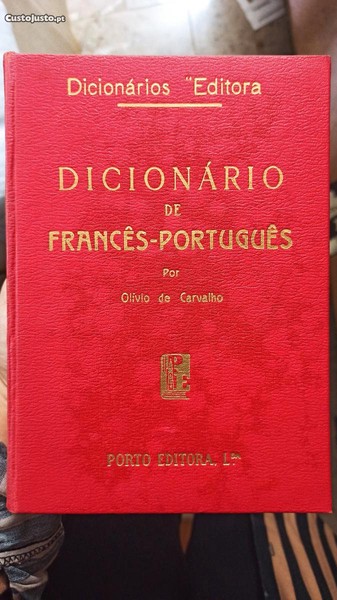 CustoJusto.pt
Dicionários "Editora
DICIONÁRIO
DE
FRANCÊS-PORTUGUÊS
Por
Olívio de Carvalho
PE
PORTO EDITORA, L.DA